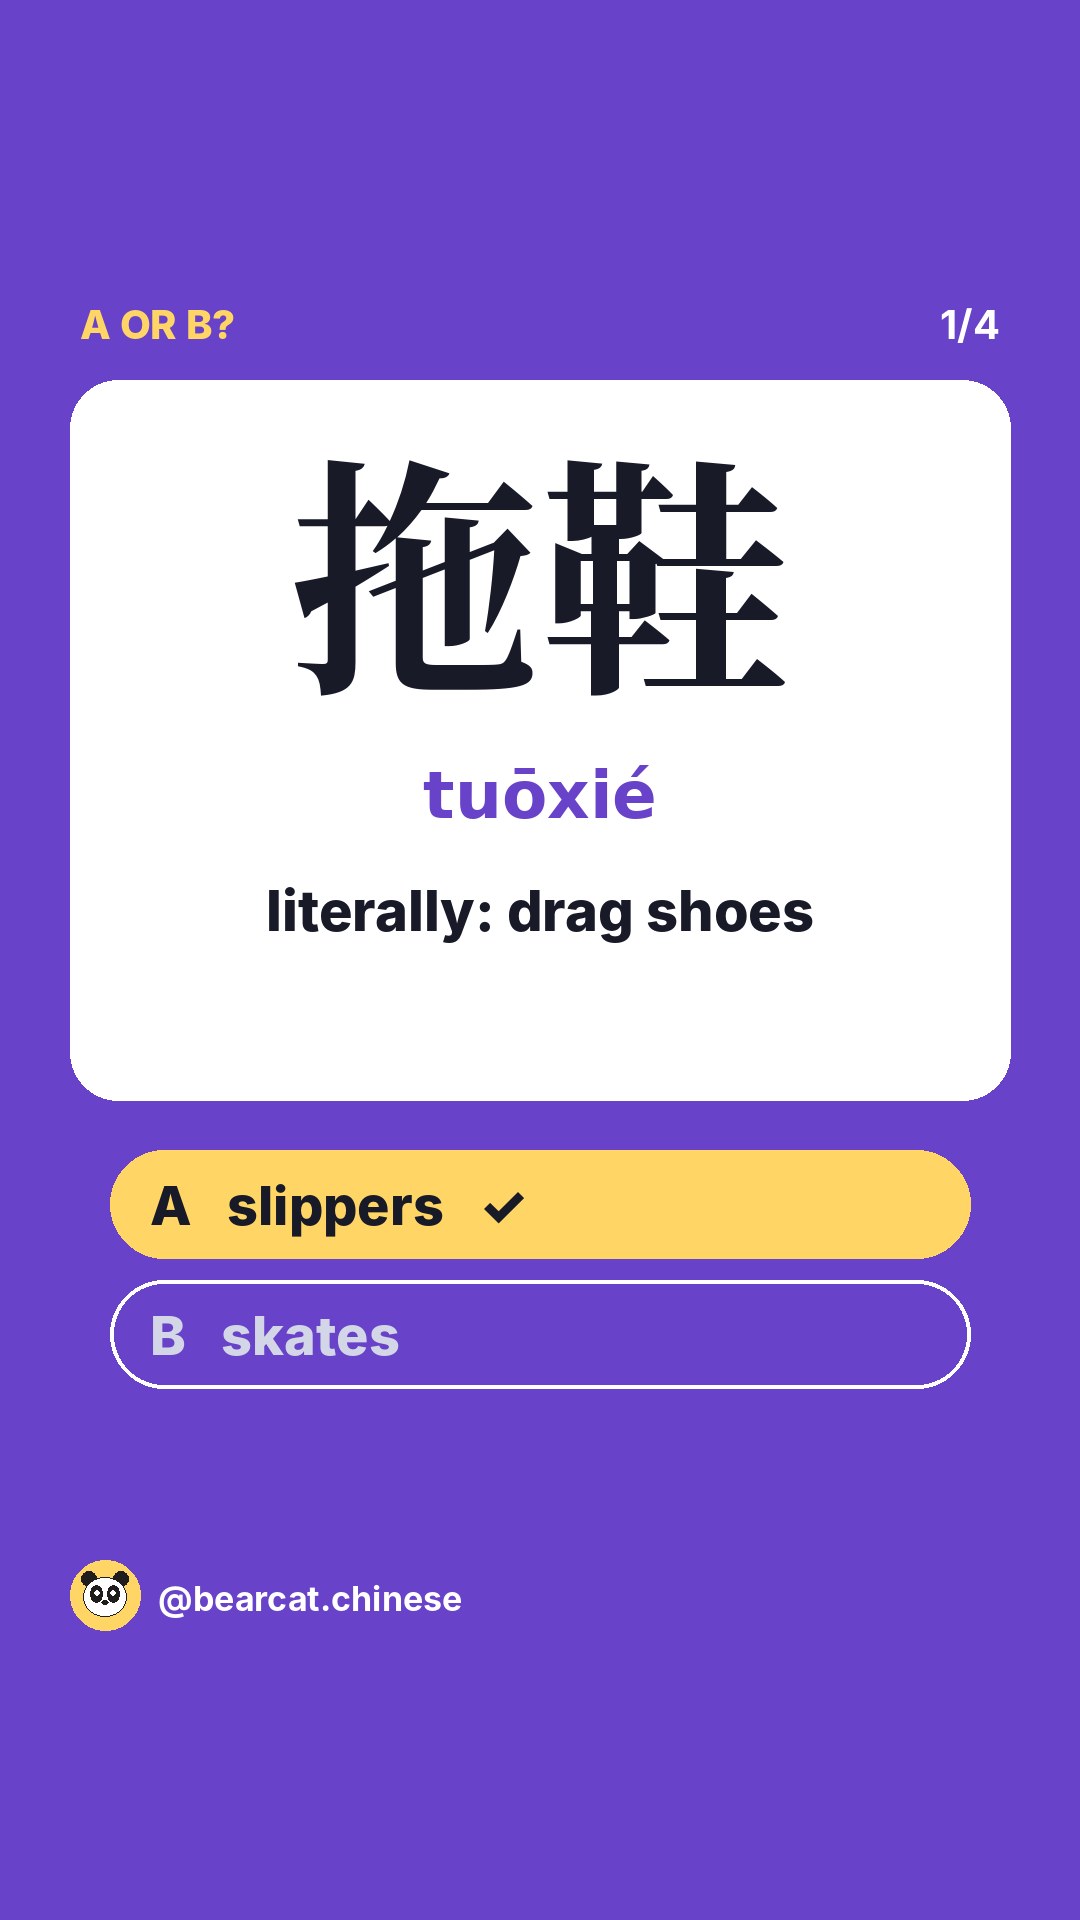 A OR B?
1/4
拖鞋
tuōxié
literally: drag shoes
A slippers ✓
B skates
@bearcat.chinese